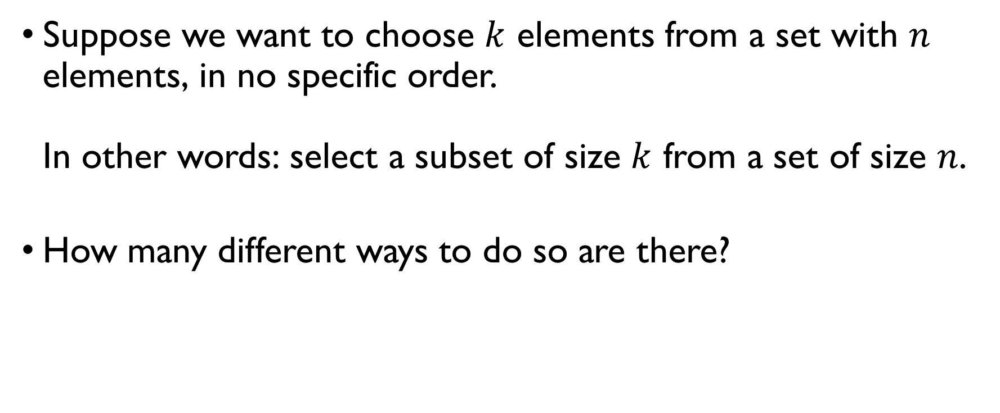 • Suppose we want to choose k elements from a set with n
elements, in no specific order.
In other words: select a subset of size k from a set of size n.
• How many different ways to do so are there?